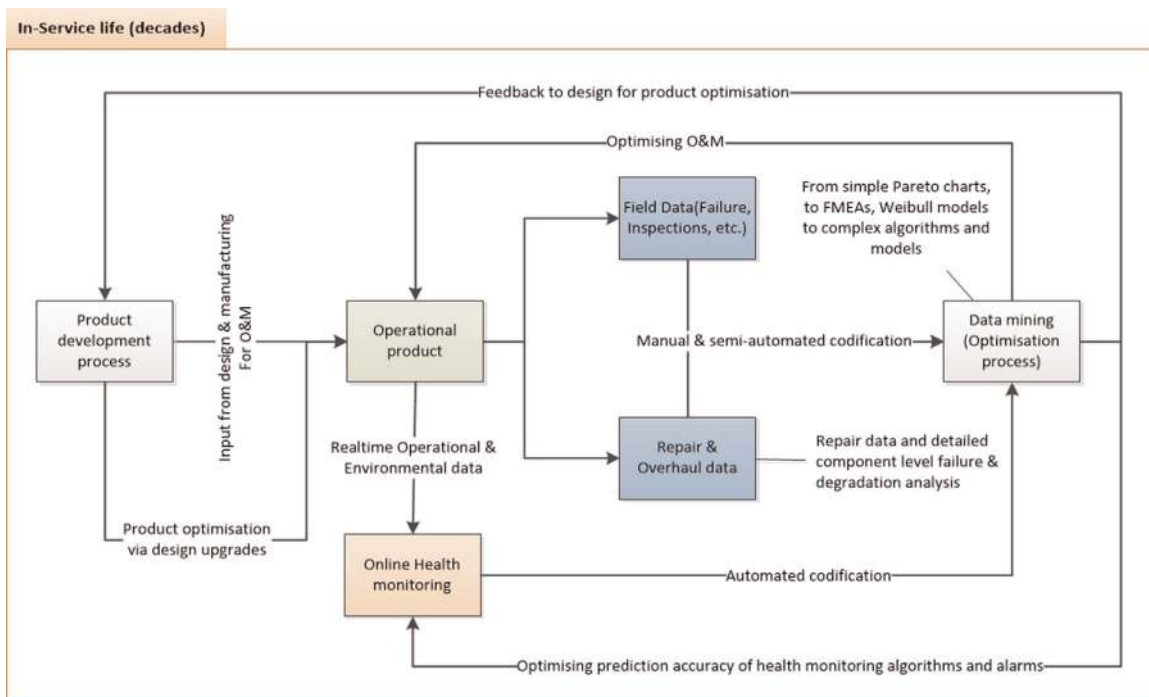 In-Service life (decades)
Feedback to design for product optimisation
Optimising O&M
From simple Pareto charts,
to FMEAs, Weibull models
to complex algorithms and
models
Field Data(Failure,
Inspections, etc.)
Product
development
process
Input from design & manufacturing
For O&M
Operational
product
Manual & semi-automated codification
Data mining
(Optimisation
process)
Realtime Operational &
Environmental data
Repair &
Overhaul data
Repair data and detailed
component level failure &
degradation analysis
Product optimisation
via design upgrades
Online Health
monitoring
Automated codification
Optimising prediction accuracy of health monitoring algorithms and alarms